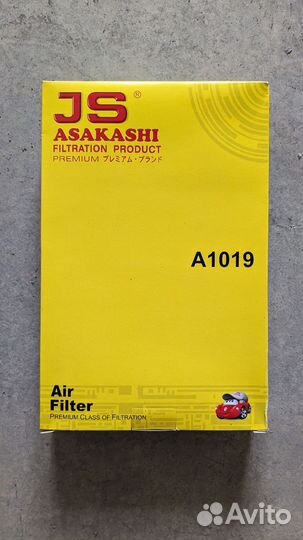 JS®
ASAKASHI
FILTRATION PRODUCT
PREMIUM プレミアム・ブランド
A1019
Air
Filter
PREMIUM CLASS OF FILTRATION
Avito